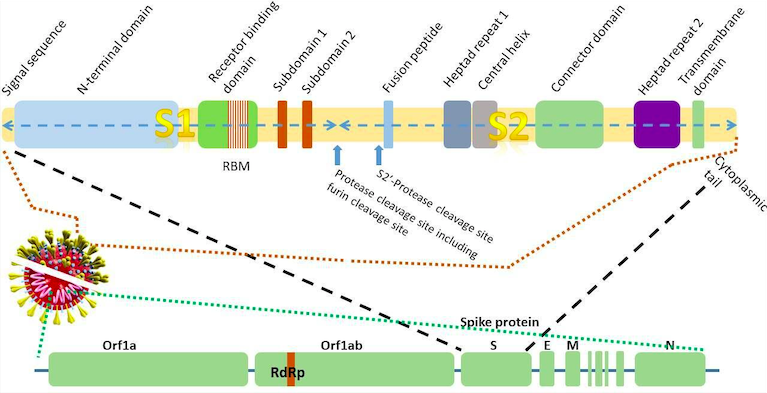 Signal sequence
N-terminal domain
Receptor binding
domain
Subdomain 1
Subdomain 2
Fusion peptide
Heptad repeat 1
Central helix
Connector domain
Heptad repeat 2
Transmembrane
domain
S1
S2
RBM
S2’-Protease cleavage site
Protease cleavage site including
furin cleavage site
Cytoplasmic
tail
Spike protein
Orf1a
Orf1ab
S
E
M
N
RdRp